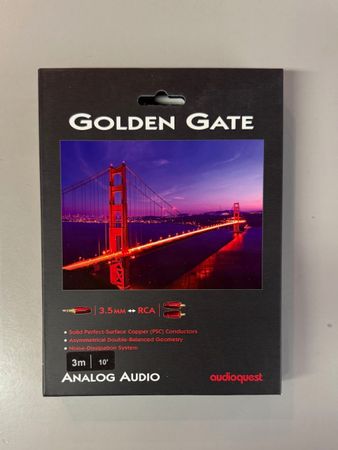 GOLDEN GATE
3.5MM ↔ RCA
• Solid Perfect-Surface Copper (PSC) Conductors
• Asymmetrical Double-Balanced Geometry
• Noise-Dissipation System
3m 10'
ANALOG AUDIO audioquest